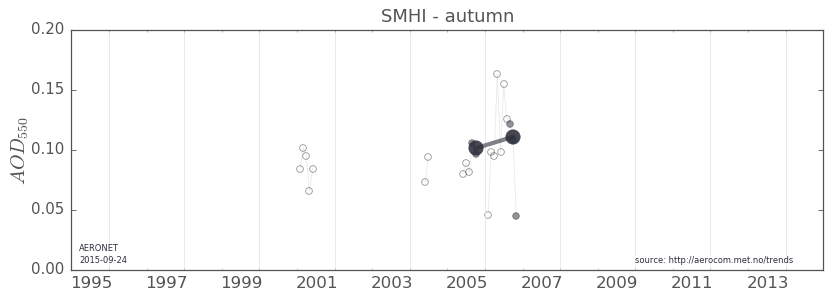 SMHI - autumn
0.20
0.15
0.10
0.05
0.00
AOD550
AERONET
2015-09-24
source: http://aerocom.met.no/trends
1995 1997 1999 2001 2003 2005 2007 2009 2011 2013